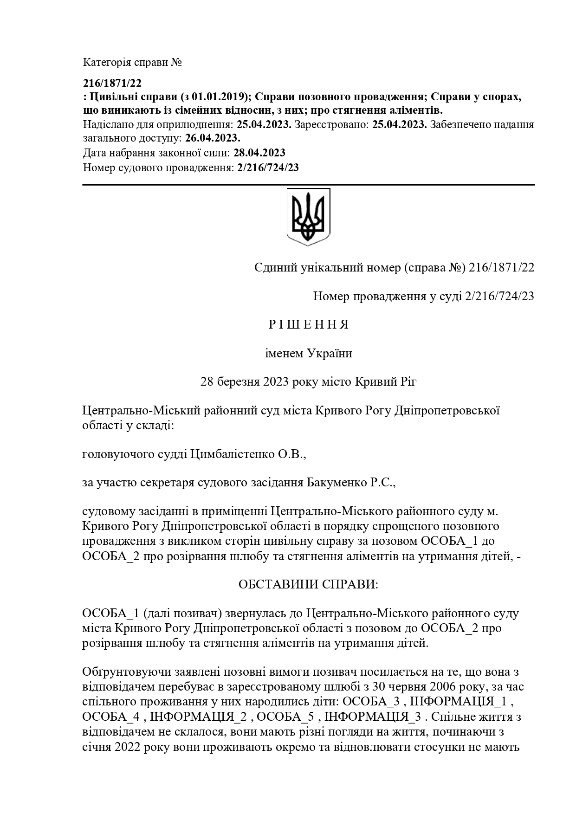 Категорія справи №
216/1871/22
: Цивільні справи (з 01.01.2019); Справи позовного провадження; Справи у спорах,
що виникають із сімейних відносин, з них; про стягнення аліментів.
Надіслано для оприлюднення: 25.04.2023. Зареєстровано: 25.04.2023. Забезпечено надання
загального доступу: 26.04.2023.
Дата набрання законної сили: 28.04.2023
Номер судового провадження: 2/216/724/23
Єдиний унікальний номер (справа №) 216/1871/22
Номер провадження у суді 2/216/724/23
Р І Ш Е Н Н Я
іменем України
28 березня 2023 року місто Кривий Ріг
Центрально-Міський районний суд міста Кривого Рогу Дніпропетровської
області у складі:
головуючого судді Цимбалістенко О.В.,
за участю секретаря судового засідання Бакуменко Р.С.,
судовому засіданні в приміщенні Центрально-Міського районного суду м.
Кривого Рогу Дніпропетровської області в порядку спрощеного позовного
провадження з викликом сторін цивільну справу за позовом ОСОБА_1 до
ОСОБА_2 про розірвання шлюбу та стягнення аліментів на утримання дітей, -
ОБСТАВИНИ СПРАВИ:
ОСОБА_1 (далі позивач) звернулась до Центрально-Міського районного суду
міста Кривого Рогу Дніпропетровської області з позовом до ОСОБА_2 про
розірвання шлюбу та стягнення аліментів на утримання дітей.
Обґрунтовуючи заявлені позовні вимоги позивач посилається на те, що вона з
відповідачем перебуває в зареєстрованому шлюбі з 30 червня 2006 року, за час
спільного проживання у них народились діти: ОСОБА_3 , ІНФОРМАЦІЯ_1 ,
ОСОБА_4 , ІНФОРМАЦІЯ_2 , ОСОБА_5 , ІНФОРМАЦІЯ_3 . Спільне життя з
відповідачем не склалося, вони мають різні погляди на життя, починаючи з
січня 2022 року вони проживають окремо та відновлювати стосунки не мають